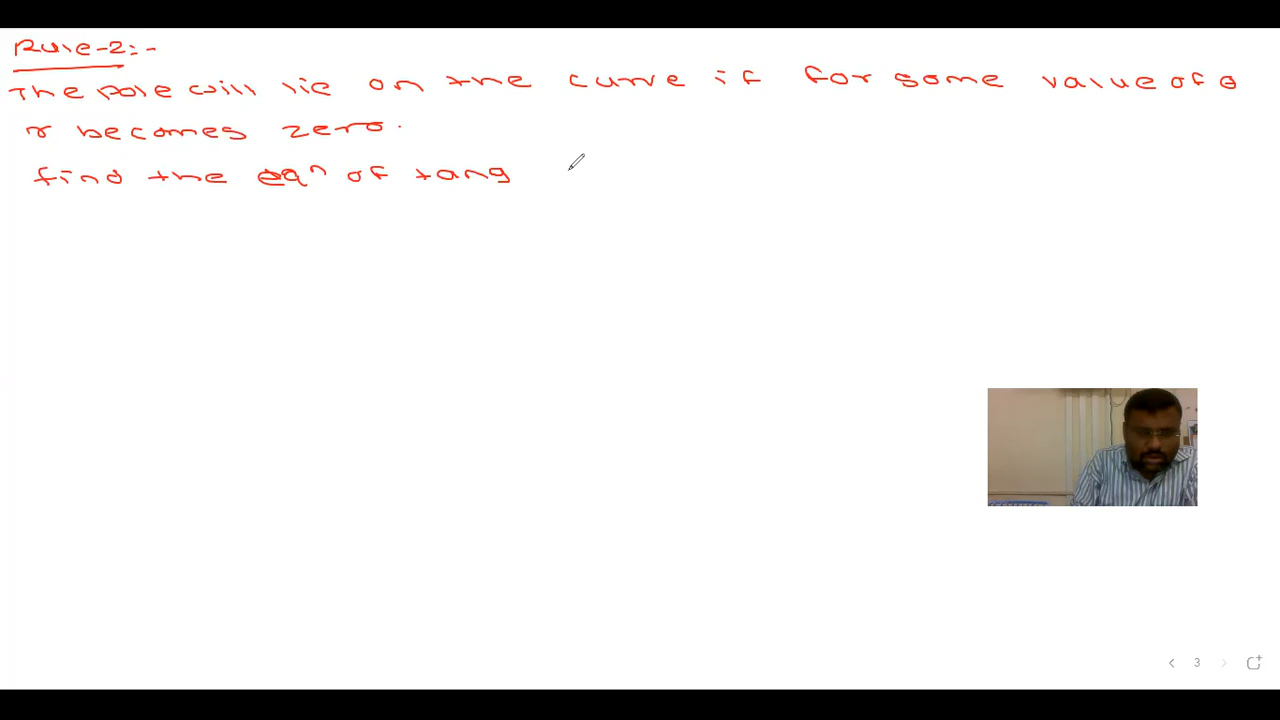 Rule-2:-
The pole will lie on the curve if for some value of θ
r becomes zero.
find the eqn of tang
3